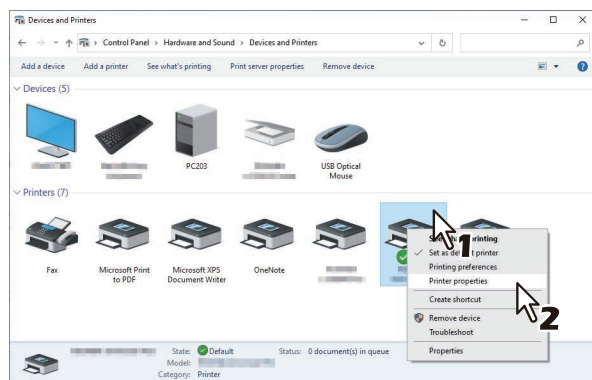 Devices and Printers
Control Panel > Hardware and Sound > Devices and Printers
Add a device Add a printer See what's printing Print server properties Remove device
Devices (5)
PC203
USB Optical
Mouse
Printers (7)
Fax
Microsoft Print
to PDF
Microsoft XPS
Document Writer
OneNote
1
printing
Set as default printer
Printing preferences
Printer properties
Create shortcut
2
Remove device
Troubleshoot
Properties
State: Default Status: 0 document(s) in queue
Model:
Category: Printer